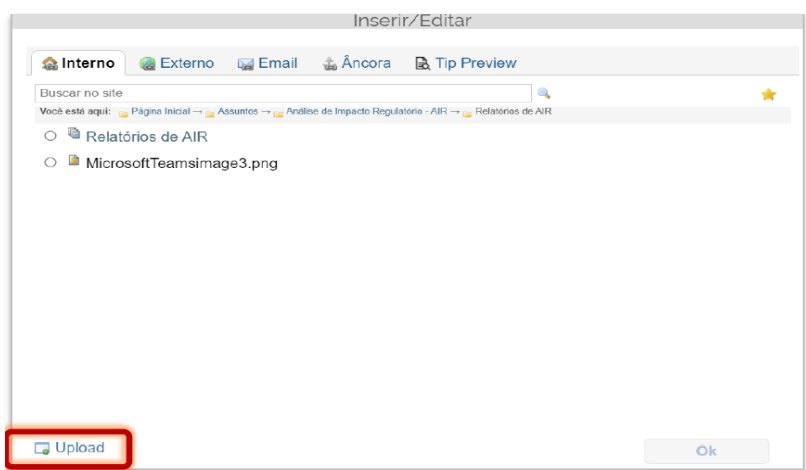 Inserir/Editar
Interno Externo Email Âncora Tip Preview
Buscar no site
Você está aqui: Página Inicial → Assuntos → Análise de Impacto Regulatório - AIR → Relatórios de AIR
Relatórios de AIR
MicrosoftTeamsimage3.png
Upload Ok